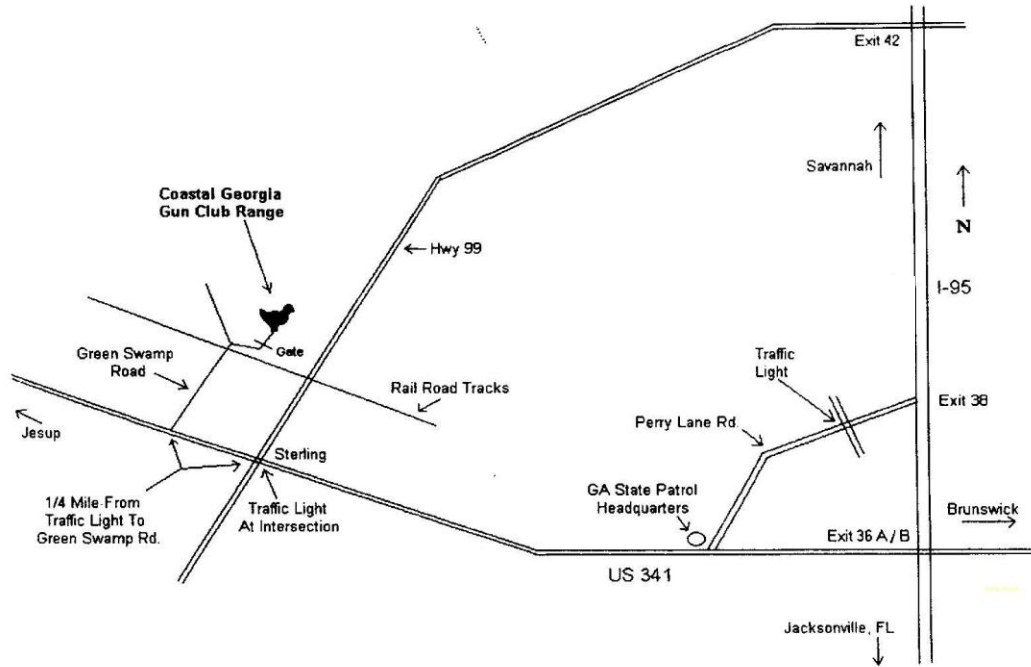 Exit 42
Savannah
N
Coastal Georgia
Gun Club Range
Hwy 99
I-95
Gate
Green Swamp
Road
Traffic
Light
Rail Road Tracks
Exit 38
Jesup
Perry Lane Rd.
Sterling
1/4 Mile From
Traffic Light To
Green Swamp Rd.
Traffic Light
At Intersection
GA State Patrol
Headquarters
Brunswick
Exit 36 A / B
US 341
Jacksonville, FL